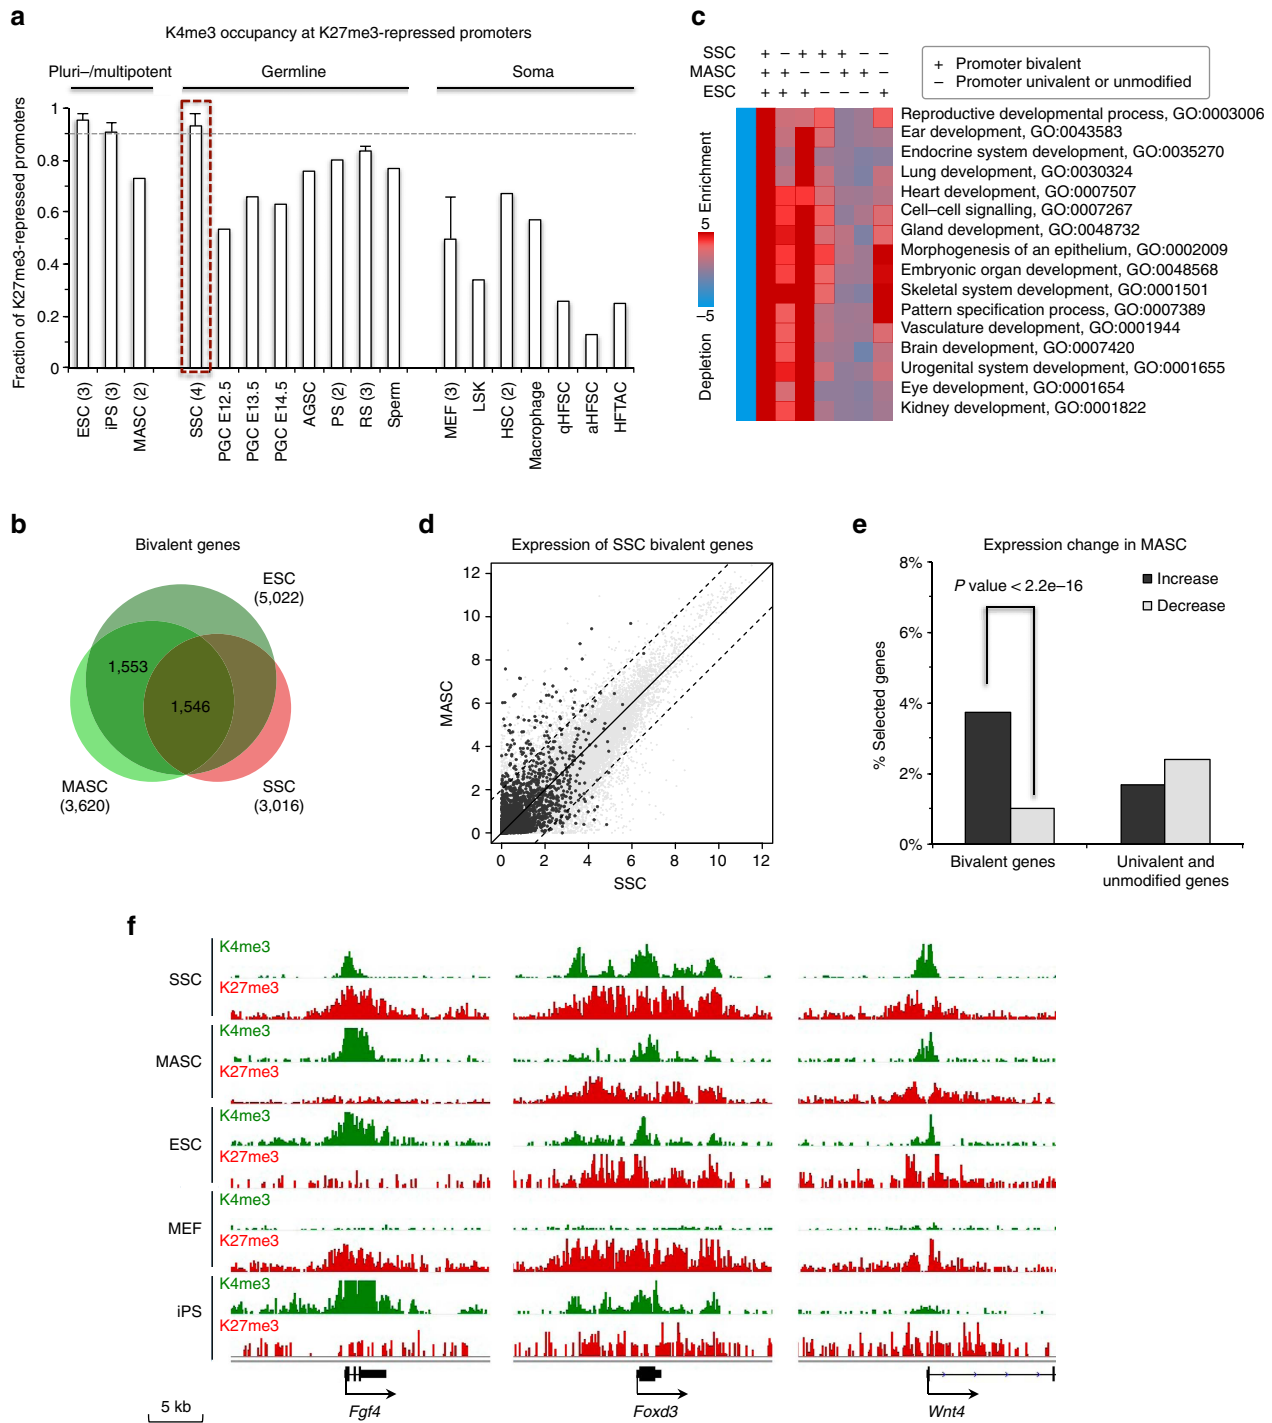 a
K4me3 occupancy at K27me3-repressed promoters
Pluri–/multipotent
Germline
Soma
Fraction of K27me3-repressed promoters
1
0.8
0.6
0.4
0.2
0
ESC (3)
iPS (3)
MASC (2)
SSC (4)
PGC E12.5
PGC E13.5
PGC E14.5
AGSC
PS (2)
RS (3)
Sperm
MEF (3)
LSK
HSC (2)
Macrophage
qHFSC
aHFSC
HFTAC
c
SSC + – + + + – –
MASC + + – – + + –
ESC + + + – – – +
+ Promoter bivalent
– Promoter univalent or unmodified
Enrichment
5
–5
Depletion
Reproductive developmental process, GO:0003006
Ear development, GO:0043583
Endocrine system development, GO:0035270
Lung development, GO:0030324
Heart development, GO:0007507
Cell–cell signalling, GO:0007267
Gland development, GO:0048732
Morphogenesis of an epithelium, GO:0002009
Embryonic organ development, GO:0048568
Skeletal system development, GO:0001501
Pattern specification process, GO:0007389
Vasculature development, GO:0001944
Brain development, GO:0007420
Urogenital system development, GO:0001655
Eye development, GO:0001654
Kidney development, GO:0001822
b
Bivalent genes
ESC
(5,022)
1,553
1,546
MASC
(3,620)
SSC
(3,016)
d
Expression of SSC bivalent genes
MASC
12
10
8
6
4
2
0
0 2 4 6 8 10 12
SSC
e
Expression change in MASC
% Selected genes
8%
6%
4%
2%
0%
P value < 2.2e–16
Increase
Decrease
Bivalent genes
Univalent and
unmodified genes
f
SSC
K4me3
K27me3
MASC
K4me3
K27me3
ESC
K4me3
K27me3
MEF
K4me3
K27me3
iPS
K4me3
K27me3
5 kb
Fgf4
Foxd3
Wnt4